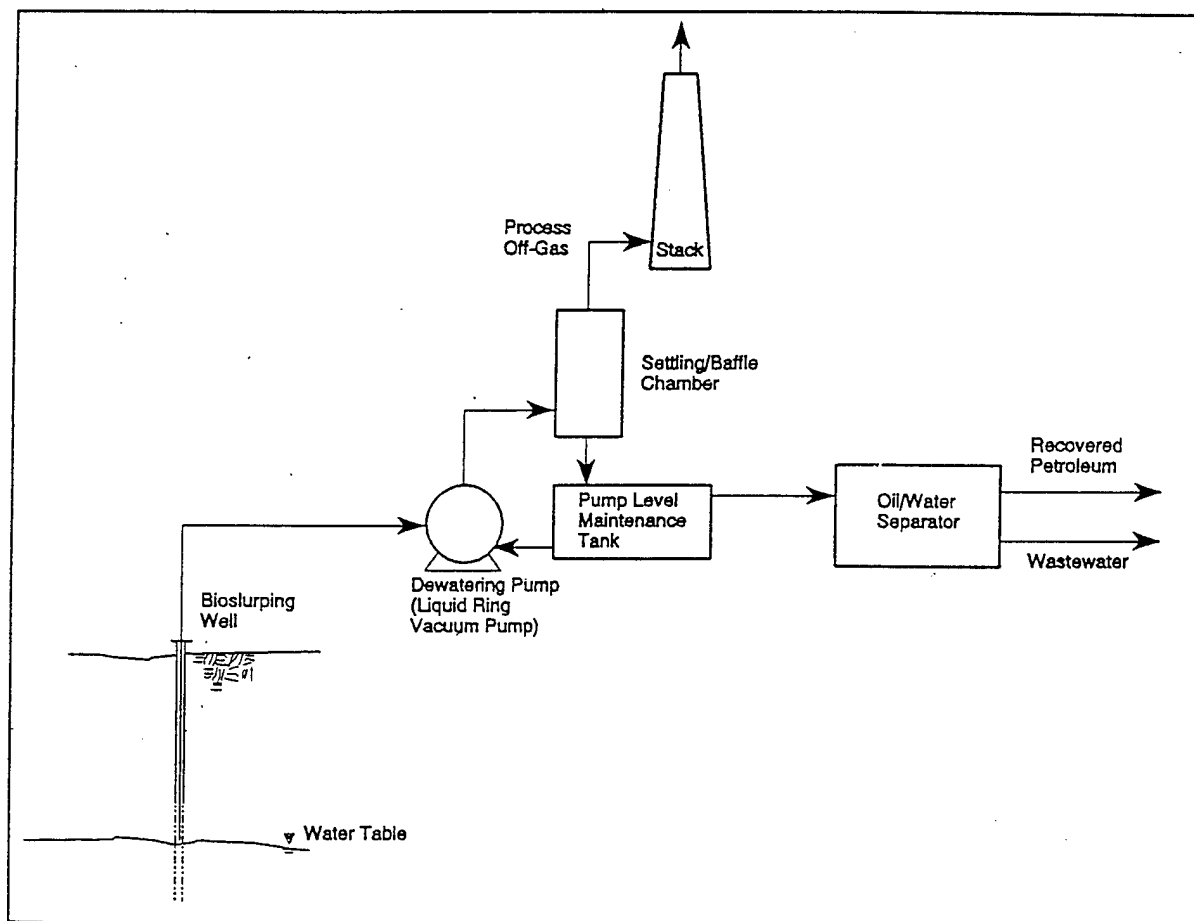 Process
Off-Gas
Stack
Settling/Baffle
Chamber
Recovered
Petroleum
Pump Level
Maintenance
Tank
Oil/Water
Separator
Wastewater
Dewatering Pump
(Liquid Ring
Vacuum Pump)
Bioslurping
Well
Water Table